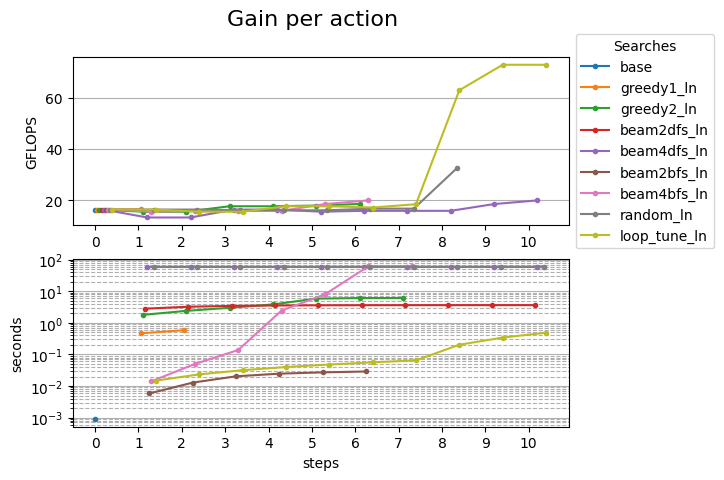 Gain per action
GFLOPS
60
40
20
0 1 2 3 4 5 6 7 8 9 10
seconds
10²
10¹
10⁰
10⁻¹
10⁻²
10⁻³
0 1 2 3 4 5 6 7 8 9 10
steps
Searches
base
greedy1_ln
greedy2_ln
beam2dfs_ln
beam4dfs_ln
beam2bfs_ln
beam4bfs_ln
random_ln
loop_tune_ln